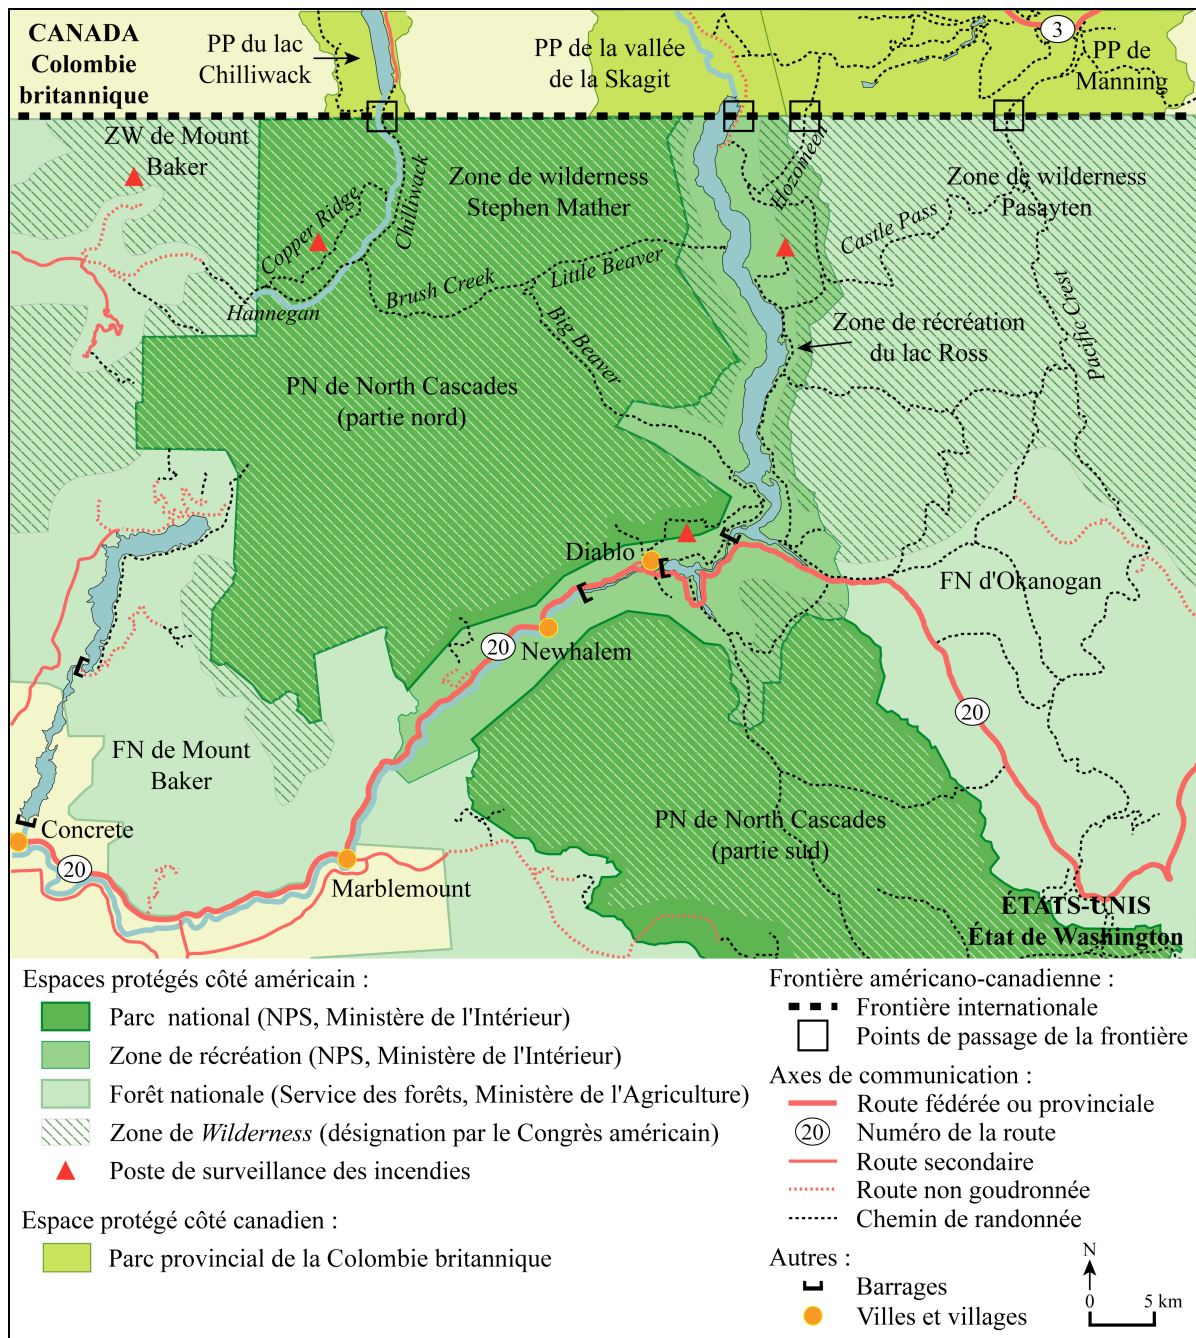 CANADA
Colombie
britannique
PP du lac
Chilliwack
PP de la vallée
de la Skagit
3
PP de
Manning
ZW de Mount
Baker
Zone de wilderness
Stephen Mather
Hozomeen
Zone de wilderness
Pasayten
Copper Ridge
Chilliwack
Castle Pass
Hannegan
Brush Creek
Little Beaver
Big Beaver
Pacific Crest
Zone de récréation
du lac Ross
PN de North Cascades
(partie nord)
Diablo
FN d'Okanogan
20
Newhalem
20
FN de Mount
Baker
Concrete
20
Marblemount
PN de North Cascades
(partie sud)
ÉTATS-UNIS
État de Washington
Espaces protégés côté américain :
Parc national (NPS, Ministère de l'Intérieur)
Zone de récréation (NPS, Ministère de l'Intérieur)
Forêt nationale (Service des forêts, Ministère de l'Agriculture)
Zone de Wilderness (désignation par le Congrès américain)
Poste de surveillance des incendies
Espace protégé côté canadien :
Parc provincial de la Colombie britannique
Frontière américano-canadienne :
Frontière internationale
Points de passage de la frontière
Axes de communication :
Route fédérée ou provinciale
20 Numéro de la route
Route secondaire
Route non goudronnée
Chemin de randonnée
Autres :
Barrages
Villes et villages
N
0 5 km